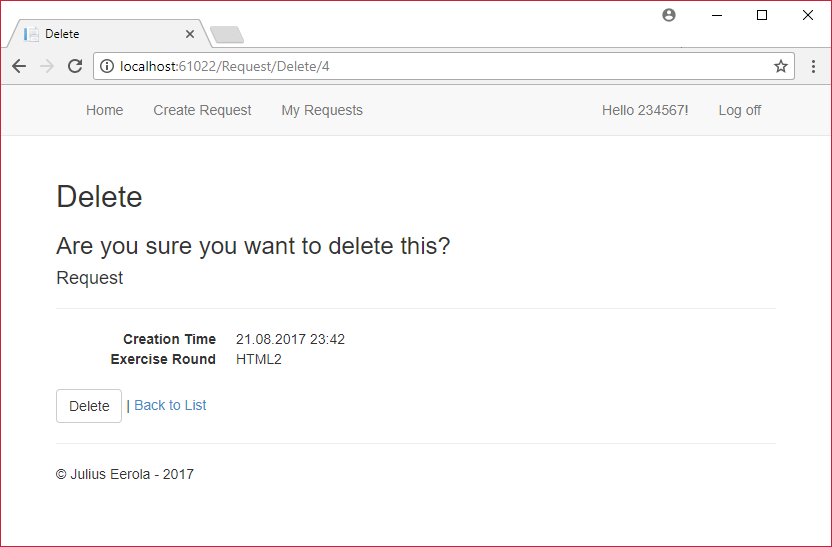 Delete
localhost:61022/Request/Delete/4
Home Create Request My Requests Hello 234567! Log off
Delete
Are you sure you want to delete this?
Request
Creation Time 21.08.2017 23:42
Exercise Round HTML2
Delete | Back to List
© Julius Eerola - 2017